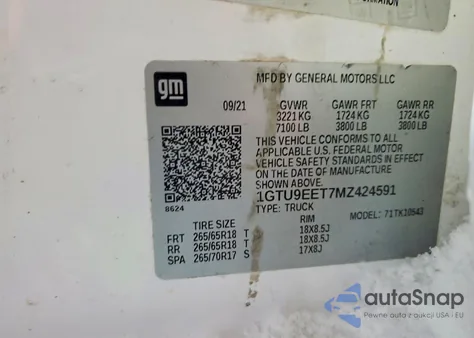 gm
MFD BY GENERAL MOTORS LLC
09/21 GVWR GAWR FRT GAWR RR
3221 KG 1724 KG 1724 KG
7100 LB 3800 LB 3800 LB
THIS VEHICLE CONFORMS TO ALL
APPLICABLE U.S. FEDERAL MOTOR
VEHICLE SAFETY STANDARDS IN EFFECT
ON THE DATE OF MANUFACTURE
SHOWN ABOVE.
1GTU9EET7MZ424591
8624
TYPE: TRUCK MODEL: 71TK10543
TIRE SIZE RIM
FRT 265/65R18 T 18X8.5J
RR 265/65R18 T 18X8.5J
SPA 265/70R17 S 17X8J
autaSnap
Pewne auta z aukcji USA - EU